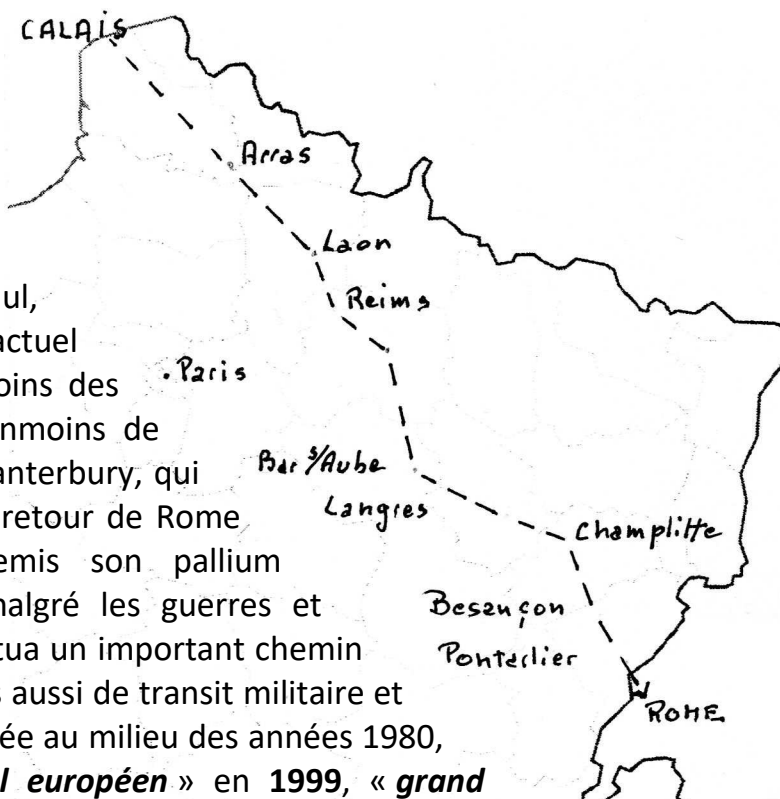 CALAIS
Arras
Laon
Reims
Paris
Bar s/Aube
Langres
Champlitte
Besançon
Pontarlier
ROME
ul,
actuel
oins des
nmoins de
anterbury, qui
retour de Rome
emis son pallium
nalgré les guerres et
tua un important chemin
s aussi de transit militaire et
ée au milieu des années 1980,
l européen » en 1999, « grand